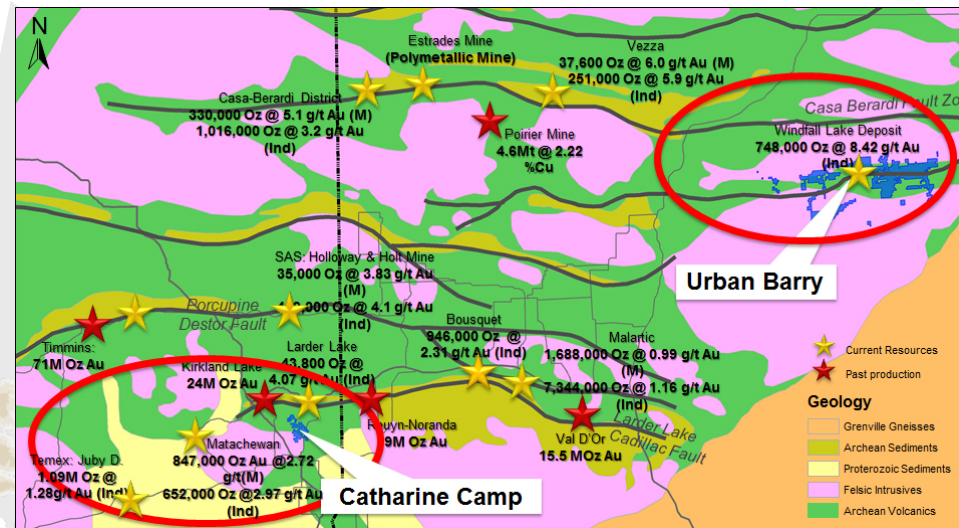 N
Estrades Mine
(Polymetallic Mine)
Vezza
37,600 Oz @ 6.0 g/t Au (M)
251,000 Oz @ 5.9 g/t Au
(Ind)
Casa-Berardi District
330,000 Oz @ 5.1 g/t Au (M)
1,016,000 Oz @ 3.2 g/t Au
(Ind)
Poirier Mine
4.6Mt @ 2.22
%Cu
Casa Berardi Fault Zo
Windfall Lake Deposit
748,000 Oz @ 8.42 g/t Au
(Ind)
Urban Barry
SAS: Holloway & Holt Mine
35,000 Oz @ 3.83 g/t Au
(M)
000 Oz @ 4.1 g/t Au
(Ind)
Porcupine
Destor Fault
Timmins:
71M Oz Au
Bousquet
946,000 Oz @
2.31 g/t Au (Ind)
Malartic
1,688,000 Oz @ 0.99 g/t Au
(M)
7,344,000 Oz @ 1.16 g/t Au
(Ind)
Larder Lake
43,800 Oz @
4.07 g/t Au (Ind)
Kirkland Lake
24M Oz Au
Rouyn-Noranda
9M Oz Au
Val D'Or
15.5 MOz Au
Larder Lake
Cadillac Fault
Matachewan
847,000 Oz Au @2.72
g/t(M)
652,000 Oz @2.97 g/t Au
(Ind)
Temex: Juby D.
1.09M Oz @
1.28g/t Au (Ind)
Catharine Camp
Current Resources
Past production
Geology
Grenville Gneisses
Archean Sediments
Proterozoic Sediments
Felsic Intrusives
Archean Volcanics